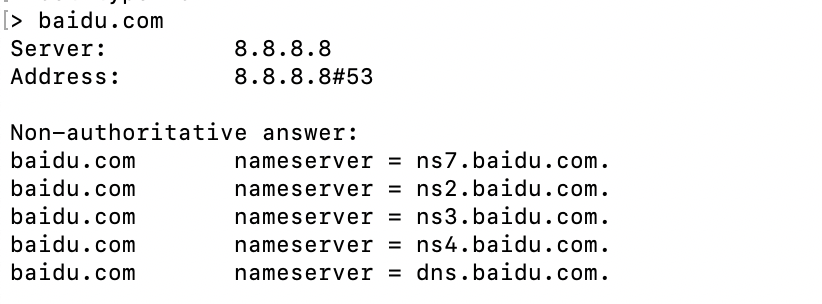 [> baidu.com
Server:		8.8.8.8
Address:	8.8.8.8#53

Non-authoritative answer:
baidu.com	nameserver = ns7.baidu.com.
baidu.com	nameserver = ns2.baidu.com.
baidu.com	nameserver = ns3.baidu.com.
baidu.com	nameserver = ns4.baidu.com.
baidu.com	nameserver = dns.baidu.com.